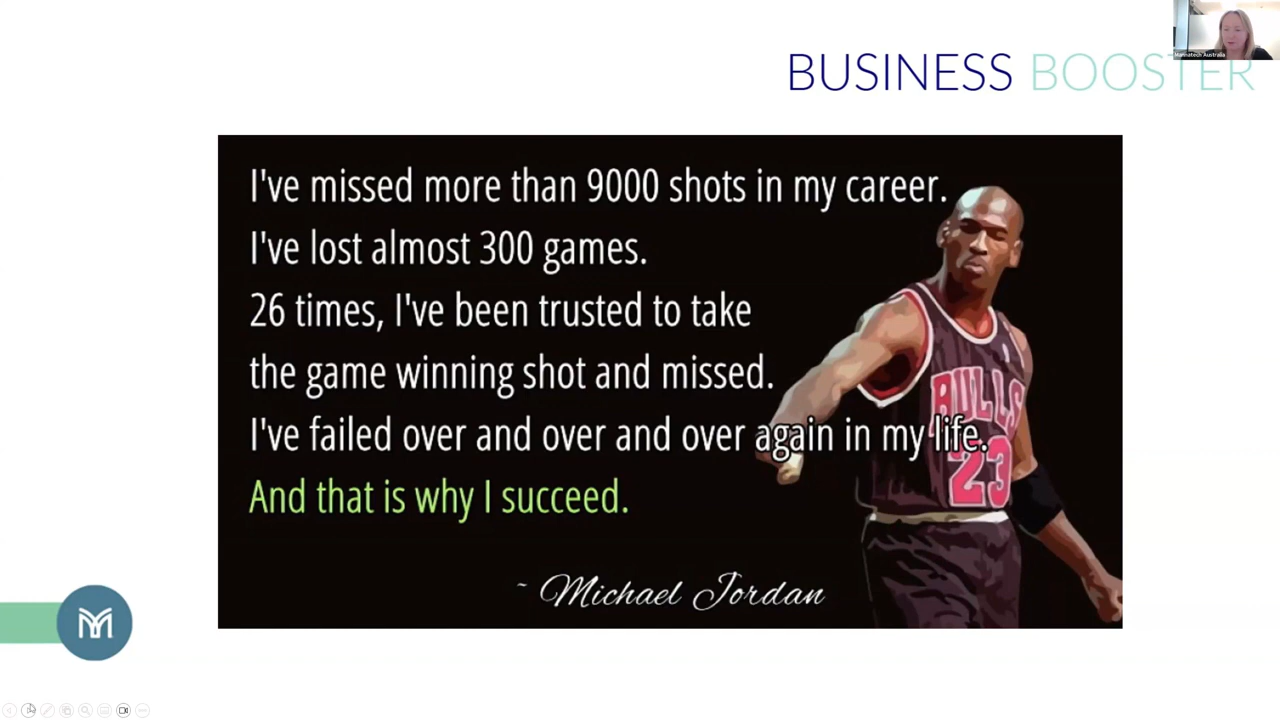 Mannatech Australia
BUSINESS BOOSTER
I've missed more than 9000 shots in my career.
I've lost almost 300 games.
26 times, I've been trusted to take
the game winning shot and missed.
I've failed over and over and over again in my life.
And that is why I succeed.
~ Michael Jordan
BULLS
23